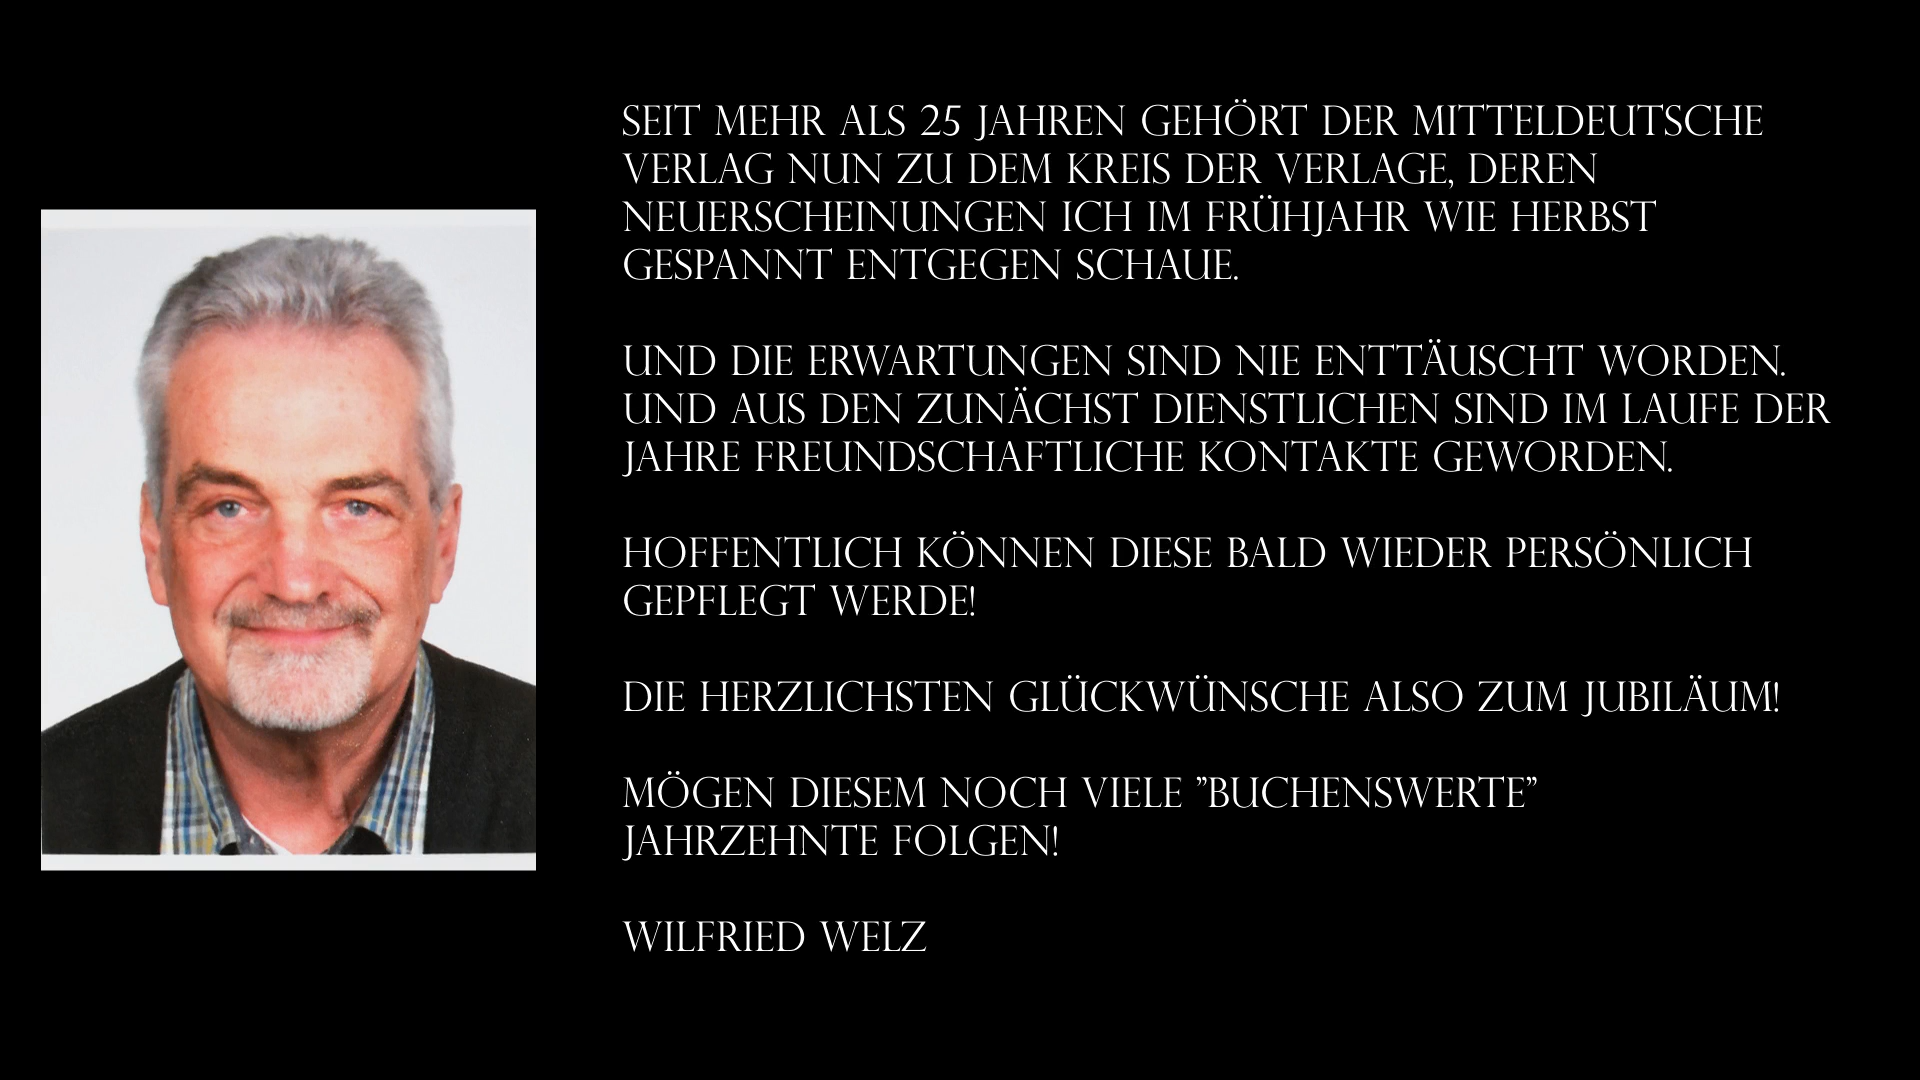 SEIT MEHR ALS 25 JAHREN GEHÖRT DER MITTELDEUTSCHE
VERLAG NUN ZU DEM KREIS DER VERLAGE, DEREN
NEUERSCHEINUNGEN ICH IM FRÜHJAHR WIE HERBST
GESPANNT ENTGEGEN SCHAUE.
UND DIE ERWARTUNGEN SIND NIE ENTTÄUSCHT WORDEN.
UND AUS DEN ZUNÄCHST DIENSTLICHEN SIND IM LAUFE DER
JAHRE FREUNDSCHAFTLICHE KONTAKTE GEWORDEN.
HOFFENTLICH KÖNNEN DIESE BALD WIEDER PERSÖNLICH
GEPFLEGT WERDE!
DIE HERZLICHSTEN GLÜCKWÜNSCHE ALSO ZUM JUBILÄUM!
MÖGEN DIESEM NOCH VIELE "BUCHENSWERTE"
JAHRZEHNTE FOLGEN!
WILFRIED WELZ